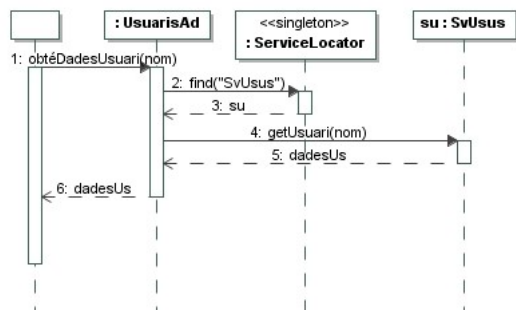 : UsuarisAd
<<singleton>>
: ServiceLocator
su : SvUsus
1: obtéDadesUsuari(nom)
2: find("SvUsus")
3: su
4: getUsuari(nom)
5: dadesUs
6: dadesUs